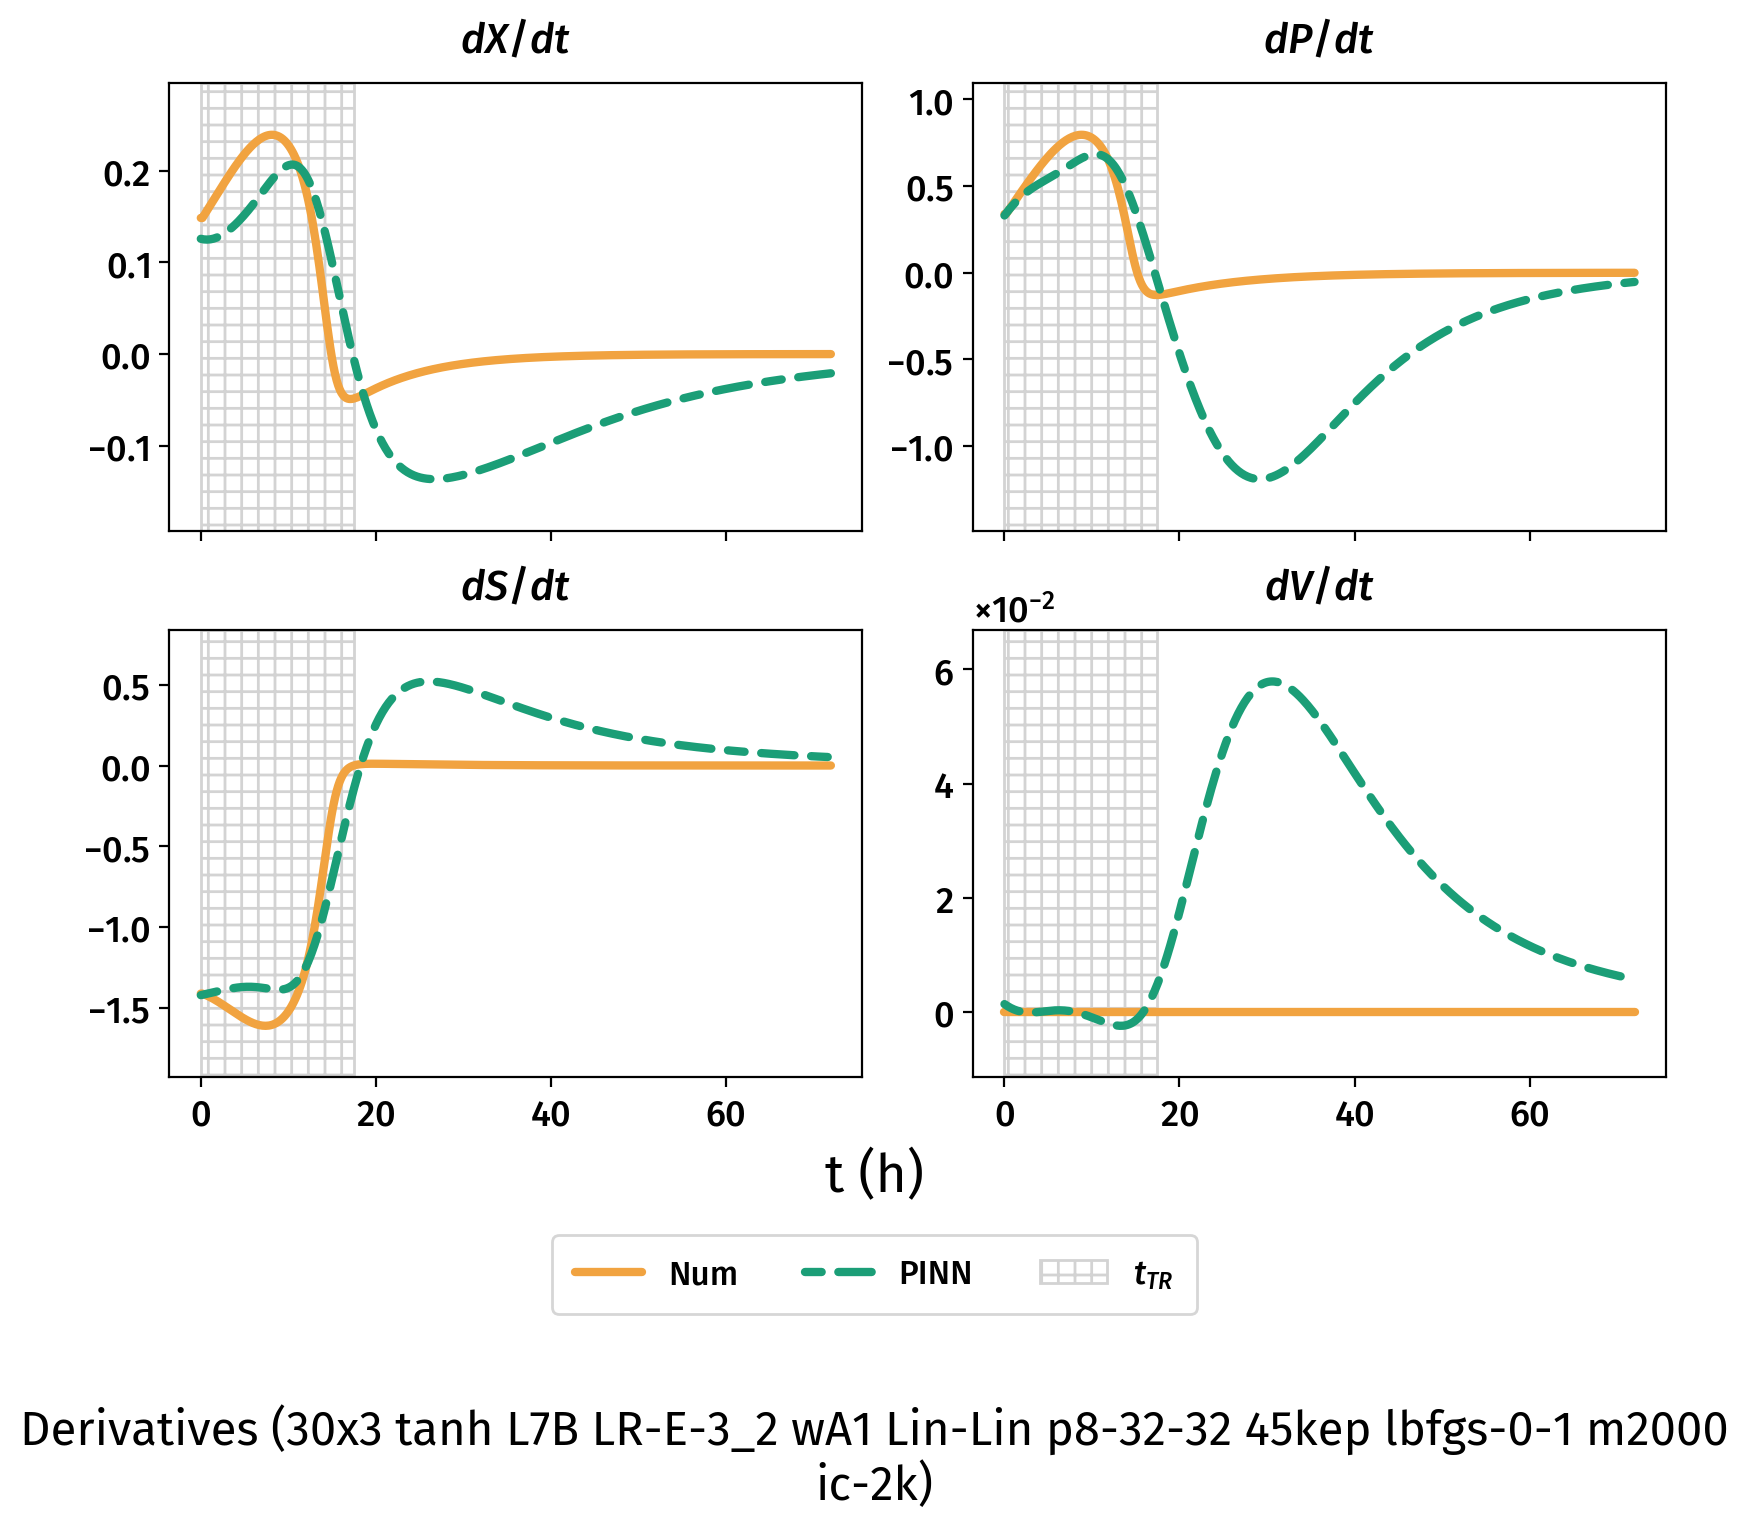 dX/dt
dP/dt
0.2
0.1
0.0
−0.1
1.0
0.5
0.0
−0.5
−1.0
dS/dt
dV/dt
×10⁻²
0.5
0.0
−0.5
−1.0
−1.5
6
4
2
0
0 20 40 60
0 20 40 60
t (h)
Num PINN t_TR
Derivatives (30x3 tanh L7B LR-E-3_2 wA1 Lin-Lin p8-32-32 45kep lbfgs-0-1 m2000
ic-2k)